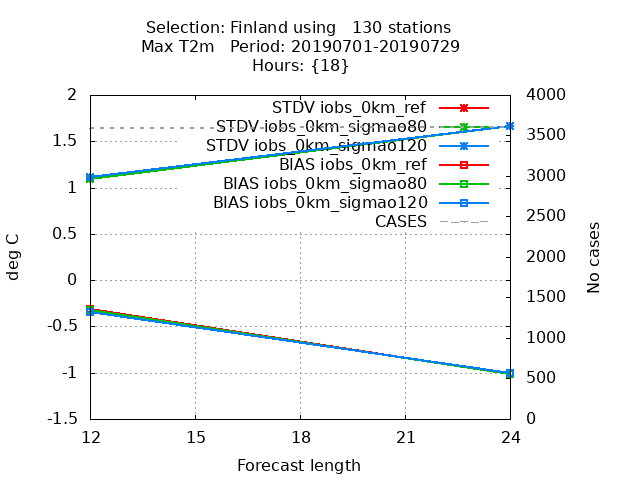 Selection: Finland using   130 stations
Max T2m   Period: 20190701-20190729
Hours: {18}
2
1.5
1
0.5
0
-0.5
-1
-1.5
deg C
4000
3500
3000
2500
2000
1500
1000
500
0
No cases
STDV iobs_0km_ref
STDV iobs_0km_sigmao80
STDV iobs_0km_sigmao120
BIAS iobs_0km_ref
BIAS iobs_0km_sigmao80
BIAS iobs_0km_sigmao120
CASES
12 15 18 21 24
Forecast length